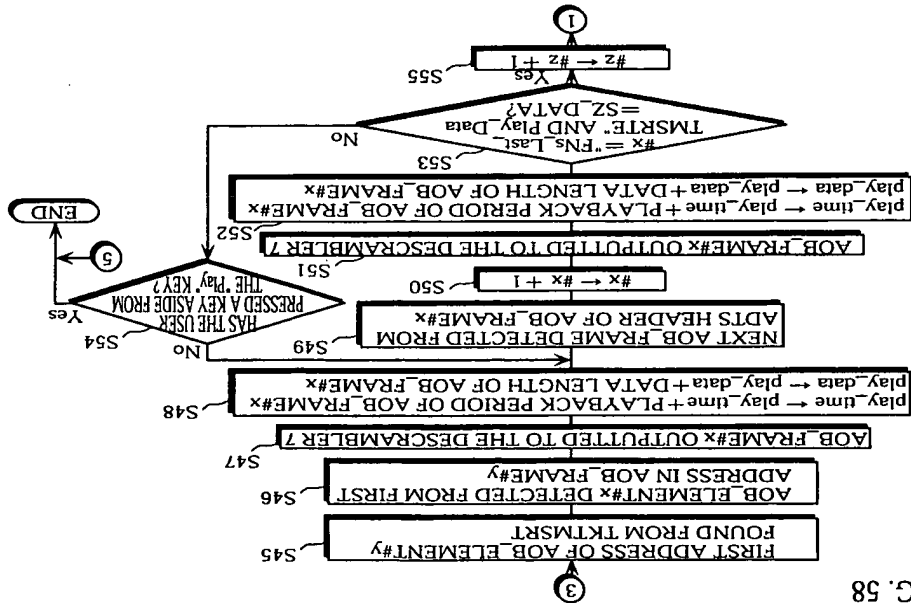 G. 58
3
FIRST ADDRESS OF AOB_ELEMENT#y
FOUND FROM TKTMSRT
S45
AOB_ELEMENT#x DETECTED FROM FIRST
ADDRESS IN AOB_FRAME#y
S46
AOB_FRAME#x OUTPUTTED TO THE DESCRAMBLER 7
S47
play_time ← play_time+PLAYBACK PERIOD OF AOB_FRAME#x
play_data ← play_data+DATA LENGTH OF AOB_FRAME#x
S48
NEXT AOB_FRAME DETECTED FROM
ADTS HEADER OF AOB_FRAME#x
S49
#x ← #x + 1
S50
AOB_FRAME#x OUTPUTTED TO THE DESCRAMBLER 7
S51
play_time ← play_time+PLAYBACK PERIOD OF AOB_FRAME#x
play_data ← play_data+DATA LENGTH OF AOB_FRAME#x
S52
S53
#x="FNs_Last_
TMSRTE" AND Play_Data
=SZ_DATA?
No
Yes
#z ← #z + 1
S55
1
No
S54
HAS THE USER
PRESSED A KEY ASIDE FROM
THE "Play" KEY?
Yes
5
END